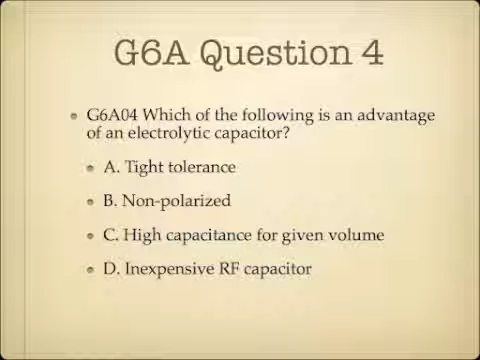 G6A Question 4
G6A04 Which of the following is an advantage
of an electrolytic capacitor?
A. Tight tolerance
B. Non-polarized
C. High capacitance for given volume
D. Inexpensive RF capacitor